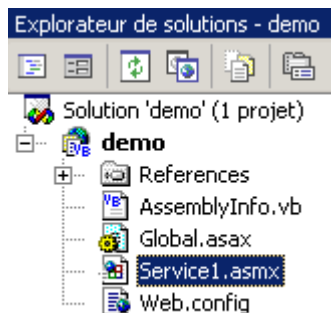 Explorateur de solutions - demo
Solution 'demo' (1 projet)
demo
References
AssemblyInfo.vb
Global.asax
Service1.asmx
Web.config